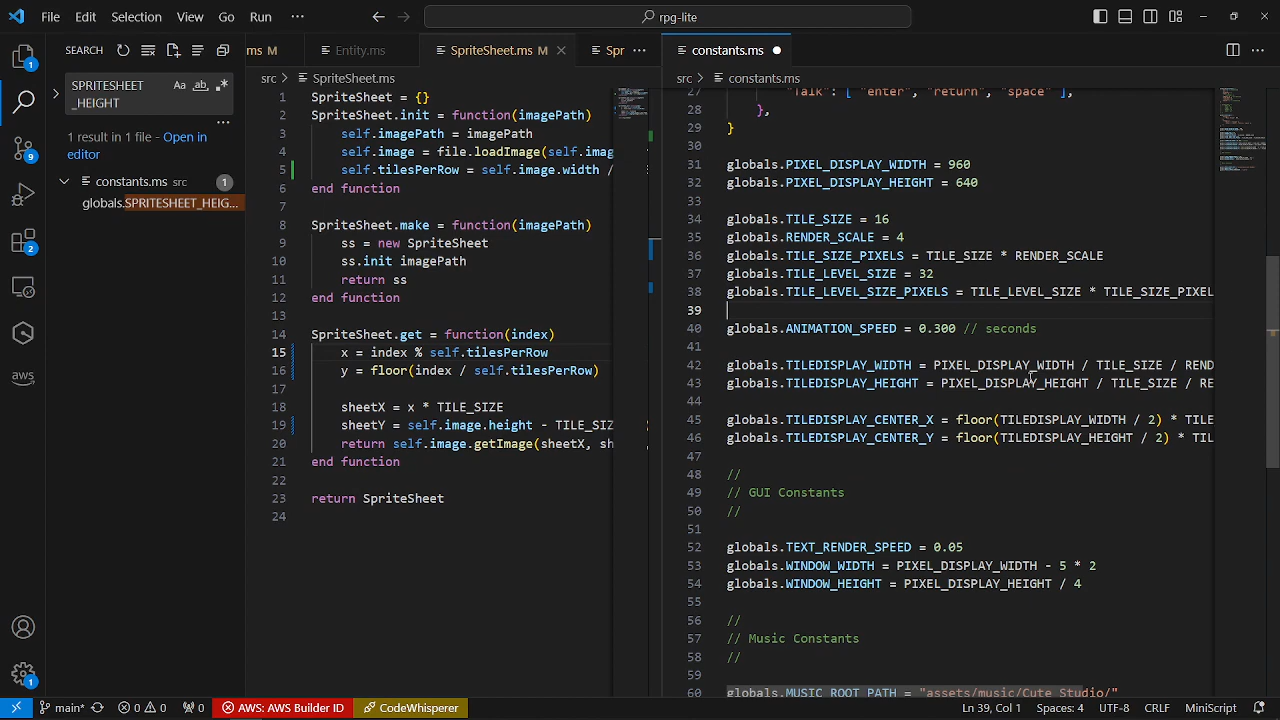 File Edit Selection View Go Run ··· rpg-lite
SEARCH
SPRITESHEET
_HEIGHT
Aa ab
1 result in 1 file - Open in
editor
constants.ms src 1
globals.SPRITESHEET_HEIG...
1
9
2
aws
1
ms M Entity.ms SpriteSheet.ms M Spr ···
src > SpriteSheet.ms
1 SpriteSheet = {}
2 SpriteSheet.init = function(imagePath)
3 self.imagePath = imagePath
4 self.image = file.loadImage( self.imag
5 self.tilesPerRow = self.image.width /
6 end function
7
8 SpriteSheet.make = function(imagePath)
9 ss = new SpriteSheet
10 ss.init imagePath
11 return ss
12 end function
13
14 SpriteSheet.get = function(index)
15 x = index % self.tilesPerRow
16 y = floor(index / self.tilesPerRow)
17
18 sheetX = x * TILE_SIZE
19 sheetY = self.image.height - TILE_SIZ
20 return self.image.getImage(sheetX, sh
21 end function
22
23 return SpriteSheet
24
constants.ms
src > constants.ms
27 "Talk": [ "enter", "return", "space" ],
28 },
29 }
30
31 globals.PIXEL_DISPLAY_WIDTH = 960
32 globals.PIXEL_DISPLAY_HEIGHT = 640
33
34 globals.TILE_SIZE = 16
35 globals.RENDER_SCALE = 4
36 globals.TILE_SIZE_PIXELS = TILE_SIZE * RENDER_SCALE
37 globals.TILE_LEVEL_SIZE = 32
38 globals.TILE_LEVEL_SIZE_PIXELS = TILE_LEVEL_SIZE * TILE_SIZE_PIXEL
39
40 globals.ANIMATION_SPEED = 0.300 // seconds
41
42 globals.TILEDISPLAY_WIDTH = PIXEL_DISPLAY_WIDTH / TILE_SIZE / REND
43 globals.TILEDISPLAY_HEIGHT = PIXEL_DISPLAY_HEIGHT / TILE_SIZE / RE
44
45 globals.TILEDISPLAY_CENTER_X = floor(TILEDISPLAY_WIDTH / 2) * TILE
46 globals.TILEDISPLAY_CENTER_Y = floor(TILEDISPLAY_HEIGHT / 2) * TIL
47
48 //
49 // GUI Constants
50 //
51
52 globals.TEXT_RENDER_SPEED = 0.05
53 globals.WINDOW_WIDTH = PIXEL_DISPLAY_WIDTH - 5 * 2
54 globals.WINDOW_HEIGHT = PIXEL_DISPLAY_HEIGHT / 4
55
56 //
57 // Music Constants
58 //
59
60 globals.MUSIC_ROOT_PATH = "assets/music/Cute Studio/"
main* 0 0 0 AWS: AWS Builder ID CodeWhisperer Ln 39, Col 1 Spaces: 4 UTF-8 CRLF MiniScript